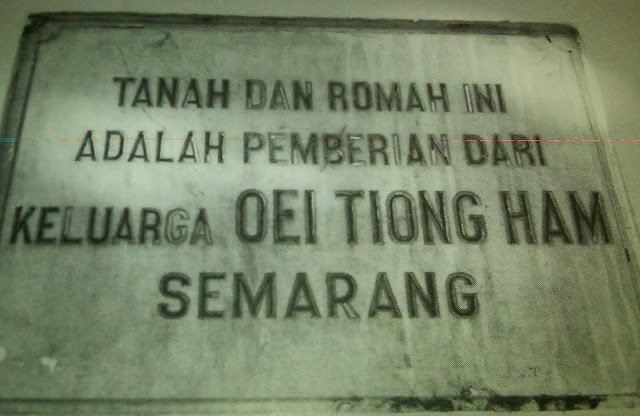 TANAH DAN ROMAH INI
ADALAH PEMBERIAN DARI
KELUARGA OEI TIONG HAM
SEMARANG